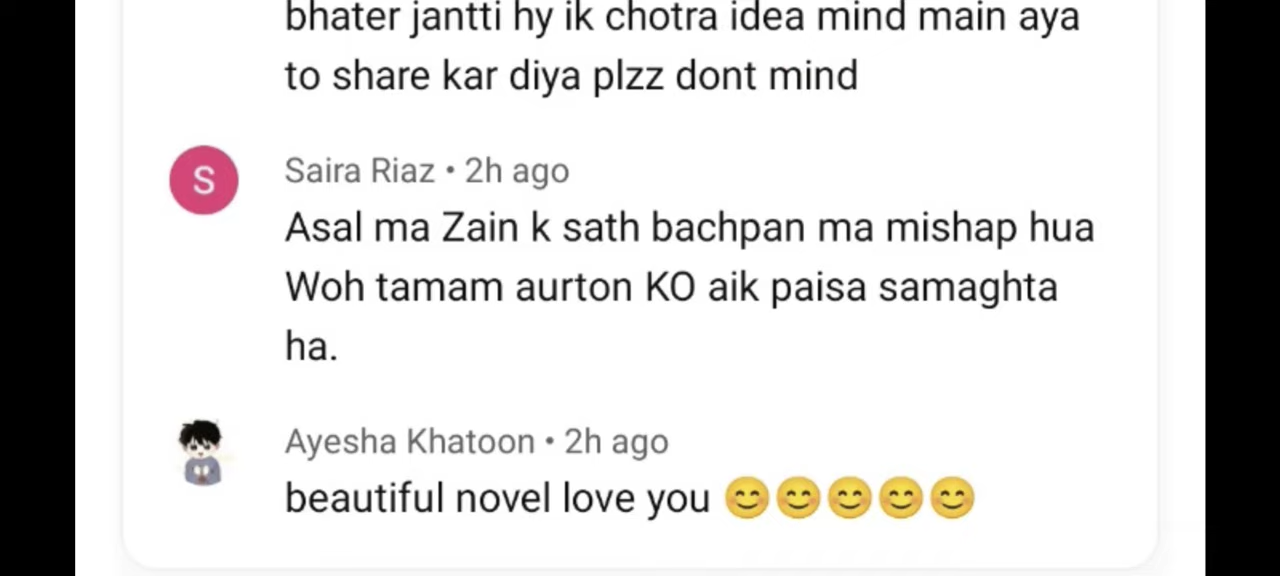 bhater jantti hy ik chotra idea mind main aya
to share kar diya plzz dont mind
S
Saira Riaz • 2h ago
Asal ma Zain k sath bachpan ma mishap hua
Woh tamam aurton KO aik paisa samaghta
ha.
Ayesha Khatoon • 2h ago
beautiful novel love you 😊😊😊😊😊